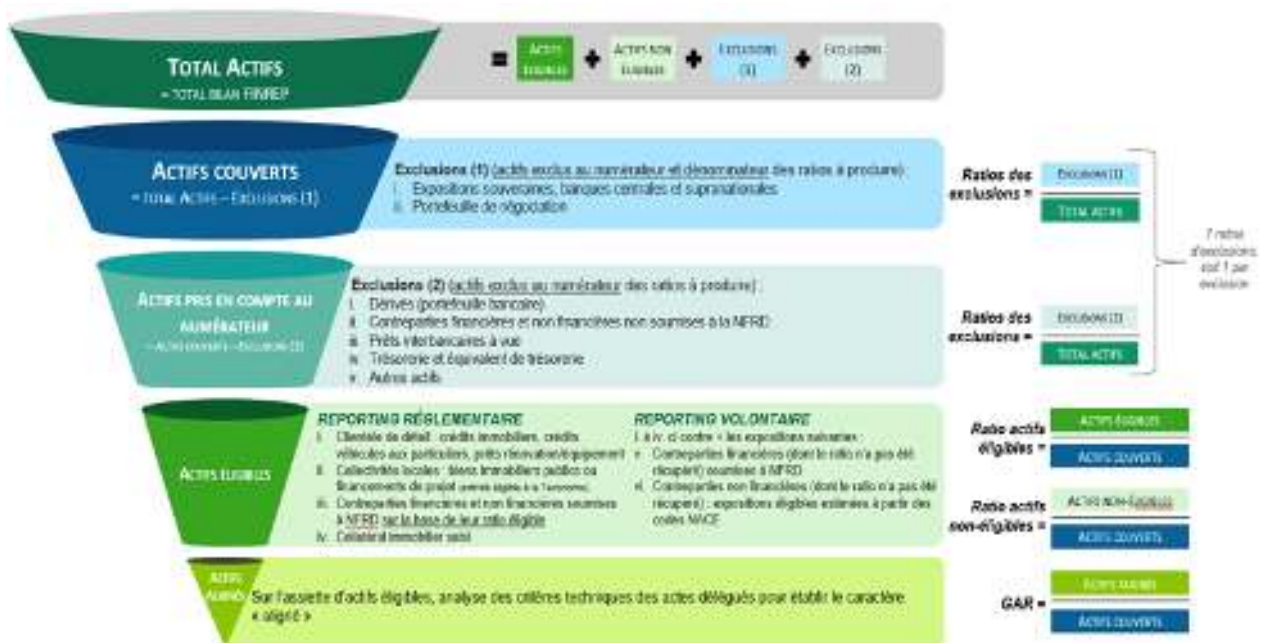 TOTAL ACTIFS
= TOTAL BILAN FINREP
= ACTIFS ÉLIGIBLES + ACTIFS NON ÉLIGIBLES + EXCLUSIONS (1) + EXCLUSIONS (2)
ACTIFS COUVERTS
= TOTAL ACTIFS – EXCLUSIONS (1)
Exclusions (1) (actifs exclus au numérateur et dénominateur des ratios à produire) :
i. Expositions souveraines, banques centrales et supranationales
ii. Portefeuille de négociation
Ratios des exclusions =
EXCLUSIONS (1)
TOTAL ACTIFS
7 ratios
d'exclusions,
soit 1 par
exclusion
ACTIFS PRIS EN COMPTE AU
NUMÉRATEUR
= ACTIFS COUVERTS – EXCLUSIONS (2)
Exclusions (2) (actifs exclus au numérateur des ratios à produire) :
i. Dérivés (portefeuille bancaire)
ii. Contreparties financières et non financières non soumises à la NFRD
iii. Prêts interbancaires à vue
iv. Trésorerie et équivalent de trésorerie
v. Autres actifs
Ratios des
exclusions =
EXCLUSIONS (2)
TOTAL ACTIFS
ACTIFS ÉLIGIBLES
REPORTING RÉGLEMENTAIRE
i. Clientèle de détail : crédits immobiliers, crédits
véhicules aux particuliers, prêts rénovation/équipement
ii. Collectivités locales : biens immobiliers publics ou
financements de projet
iii. Contreparties financières et non financières soumises
à NFRD sur la base de leur ratio éligible
iv. Collatéral immobilier saisi
REPORTING VOLONTAIRE
i. à iv. ci contre + les expositions suivantes :
v. Contreparties financières (dont le ratio n'a pas été
récupéré) soumises à NFRD
vi. Contreparties non financières (dont le ratio n'a pas été
récupéré) : expositions éligibles estimées à partir des
codes NACE
Ratio actifs
éligibles =
ACTIFS ÉLIGIBLES
ACTIFS COUVERTS
Ratio actifs
non-éligibles =
ACTIFS NON-ÉLIGIBLES
ACTIFS COUVERTS
ACTIFS
ALIGNÉS
Sur l'assiette d'actifs éligibles, analyse des critères techniques des actes délégués pour établir le caractère
« aligné »
GAR =
ACTIFS ALIGNÉS
ACTIFS COUVERTS